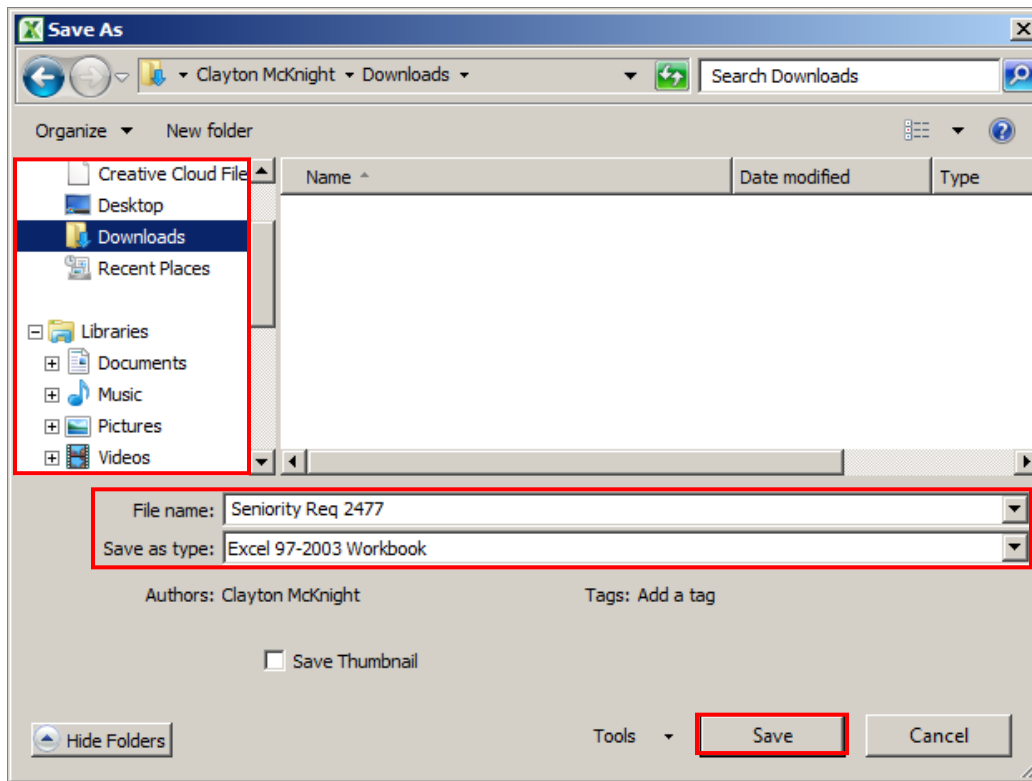 Save As
Clayton McKnight Downloads Search Downloads
Organize New folder
Creative Cloud File Name Date modified Type
Desktop
Downloads
Recent Places
Libraries
Documents
Music
Pictures
Videos
File name: Seniority Req 2477
Save as type: Excel 97-2003 Workbook
Authors: Clayton McKnight Tags: Add a tag
Save Thumbnail
Hide Folders Tools Save Cancel